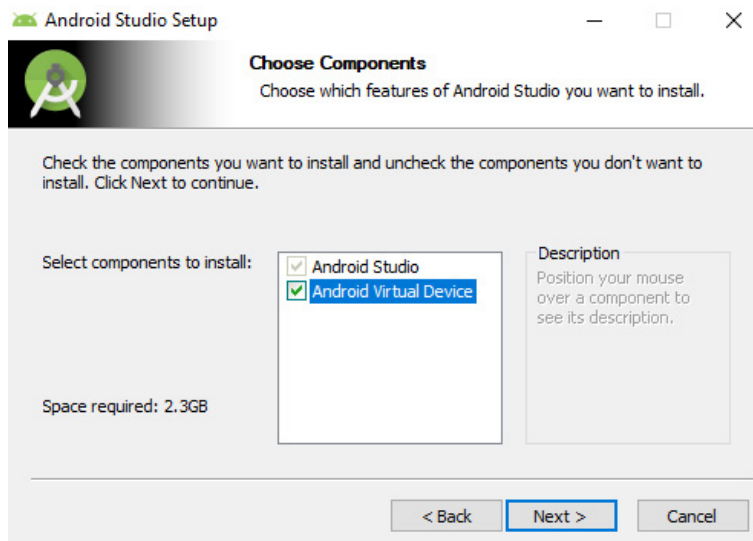 Android Studio Setup
Choose Components
Choose which features of Android Studio you want to install.
Check the components you want to install and uncheck the components you don't want to
install. Click Next to continue.
Select components to install:
Android Studio
Android Virtual Device
Description
Position your mouse
over a component to
see its description.
Space required: 2.3GB
< Back
Next >
Cancel